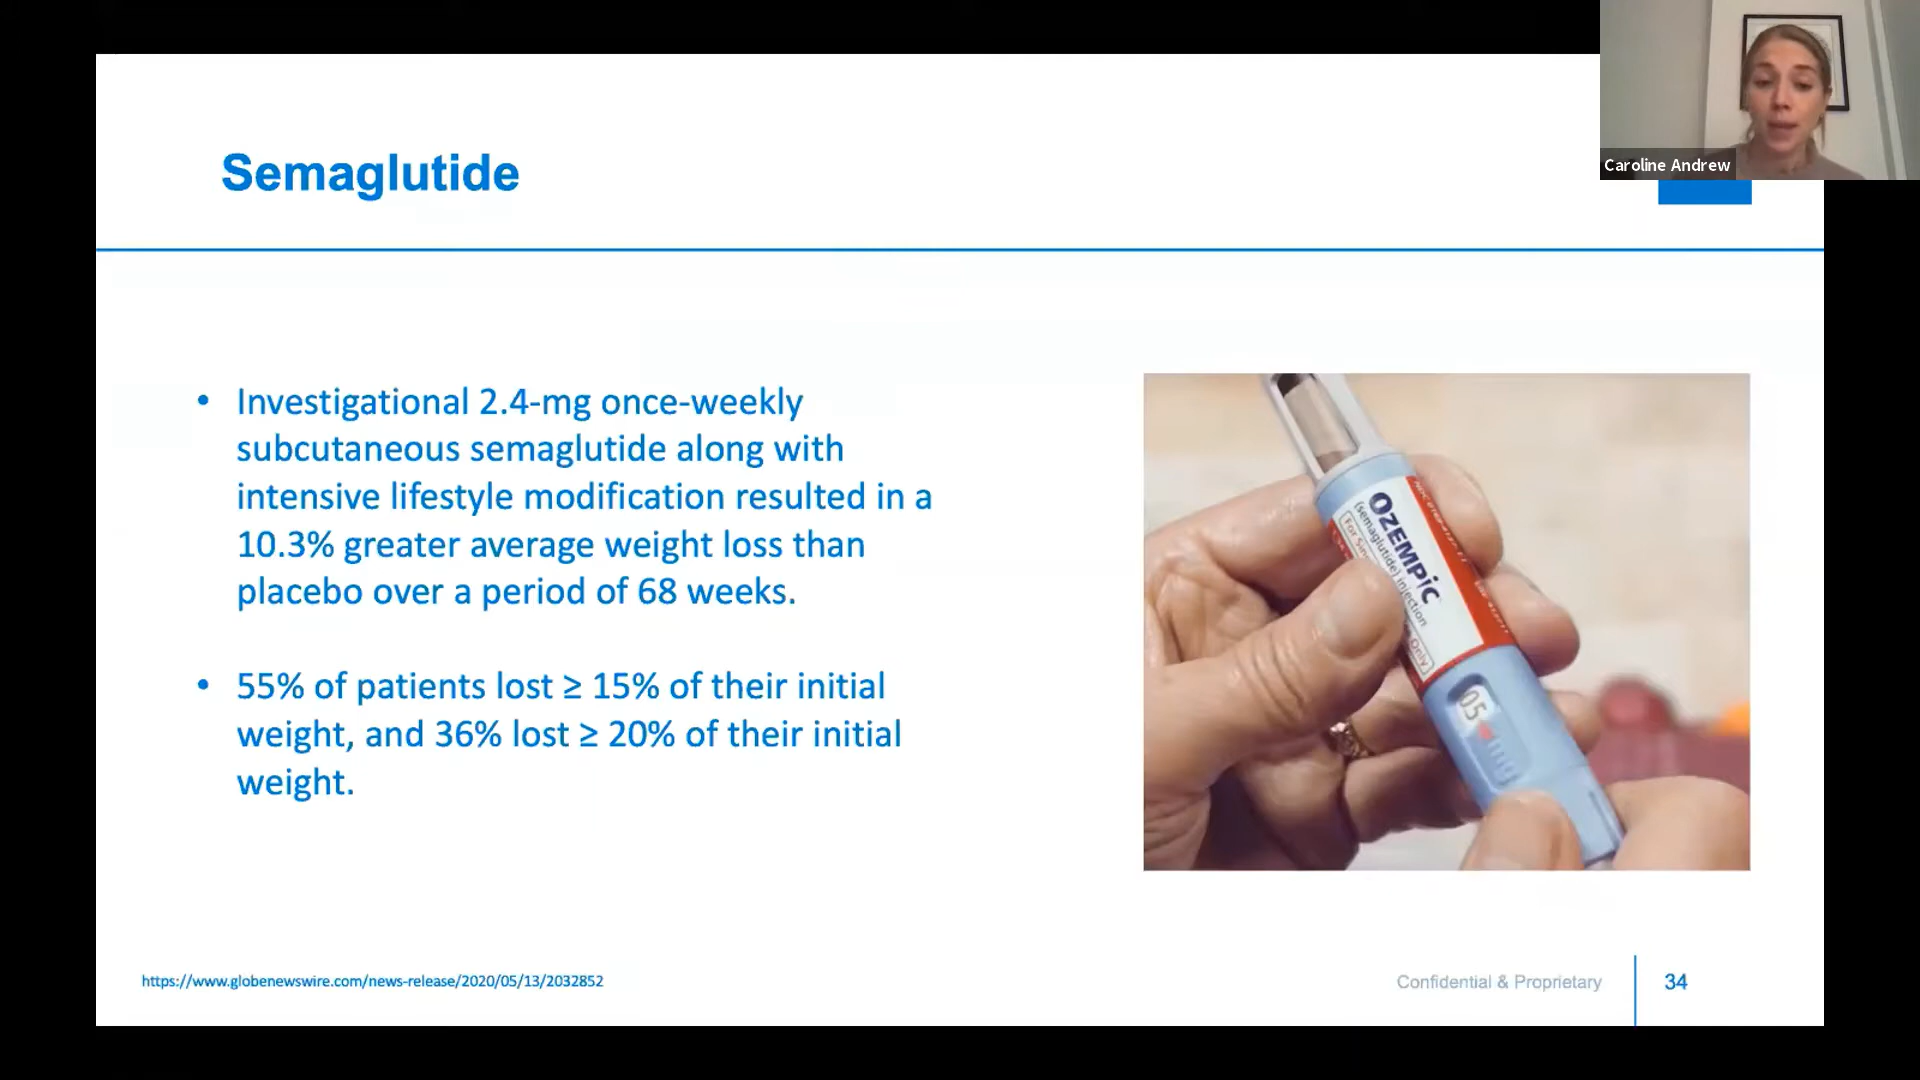 Caroline Andrew
Semaglutide
• Investigational 2.4-mg once-weekly
subcutaneous semaglutide along with
intensive lifestyle modification resulted in a
10.3% greater average weight loss than
placebo over a period of 68 weeks.
• 55% of patients lost ≥ 15% of their initial
weight, and 36% lost ≥ 20% of their initial
weight.
OZEMPIC
(semaglutide) injection
Only
05
mg
https://www.globenewswire.com/news-release/2020/05/13/2032852
Confidential & Proprietary
34